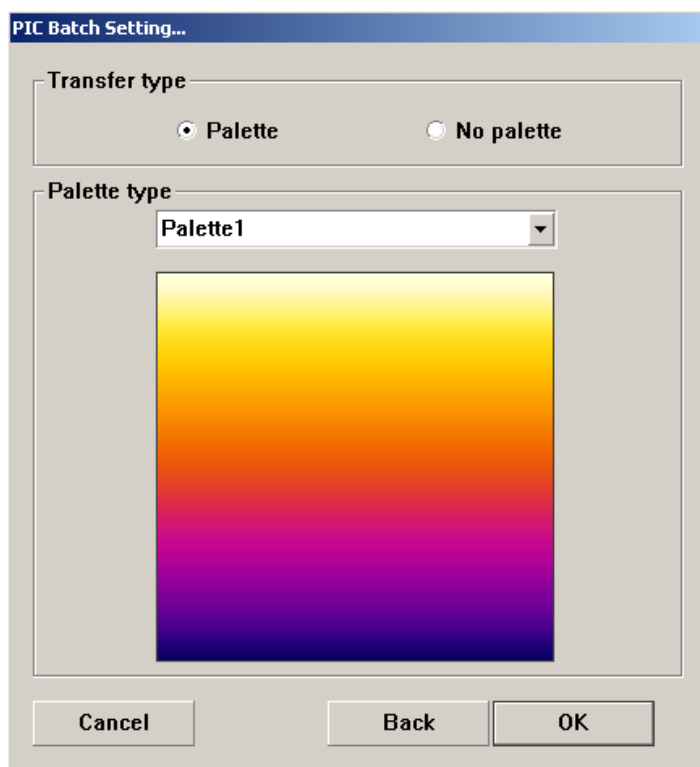 PIC Batch Setting...
Transfer type
Palette No palette
Palette type
Palette1
Cancel Back OK